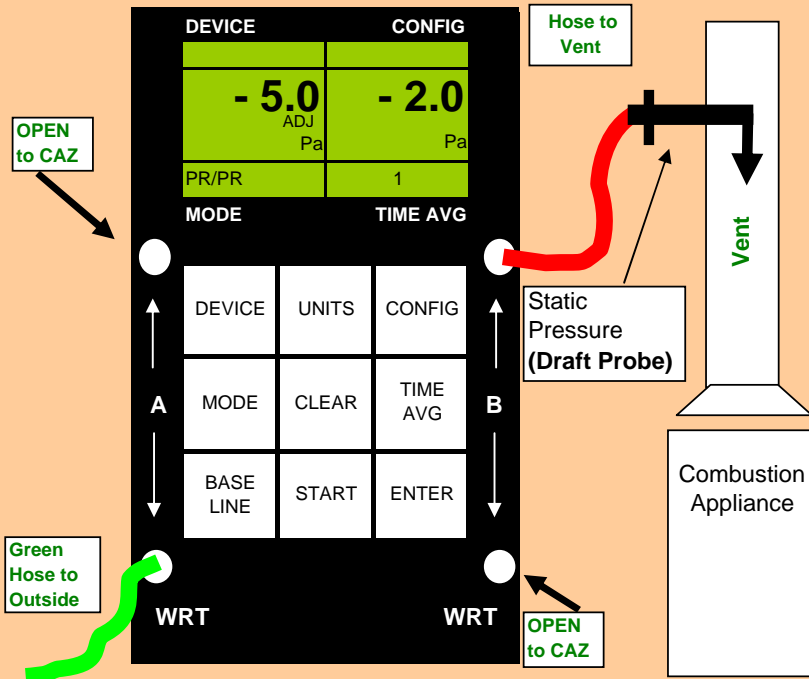 DEVICE CONFIG
Hose to
Vent
- 5.0 - 2.0
ADJ
Pa Pa
PR/PR 1
MODE TIME AVG
OPEN
to CAZ
Vent
DEVICE UNITS CONFIG
Static
Pressure
(Draft Probe)
A
MODE CLEAR TIME
AVG
B
BASE
LINE
START ENTER
Combustion
Appliance
Green
Hose to
Outside
WRT WRT
OPEN
to CAZ